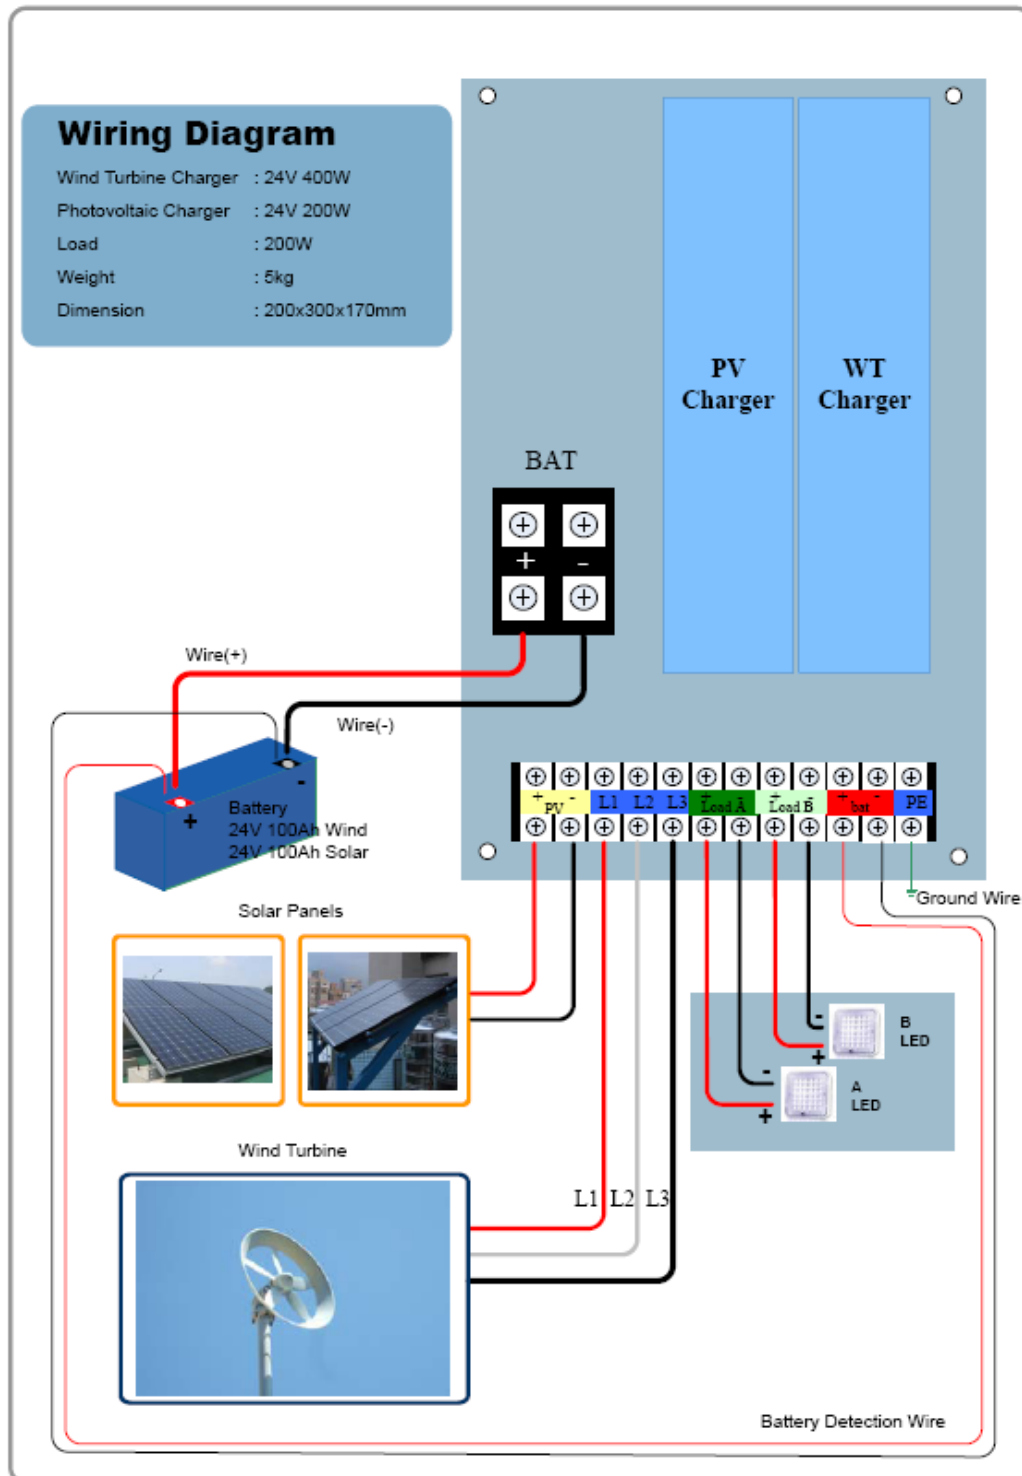 Wiring Diagram
Wind Turbine Charger : 24V 400W
Photovoltaic Charger : 24V 200W
Load : 200W
Weight : 5kg
Dimension : 200x300x170mm
PV
Charger
WT
Charger
BAT
+ -
Wire(+)
Wire(-)
-
+
Battery
24V 100Ah Wind
24V 100Ah Solar
+ PV - L1 L2 L3 + Load A - + Load B - + bat - PE
Ground Wire
Solar Panels
- B
LED
+
- A
LED
+
Wind Turbine
L1 L2 L3
Battery Detection Wire